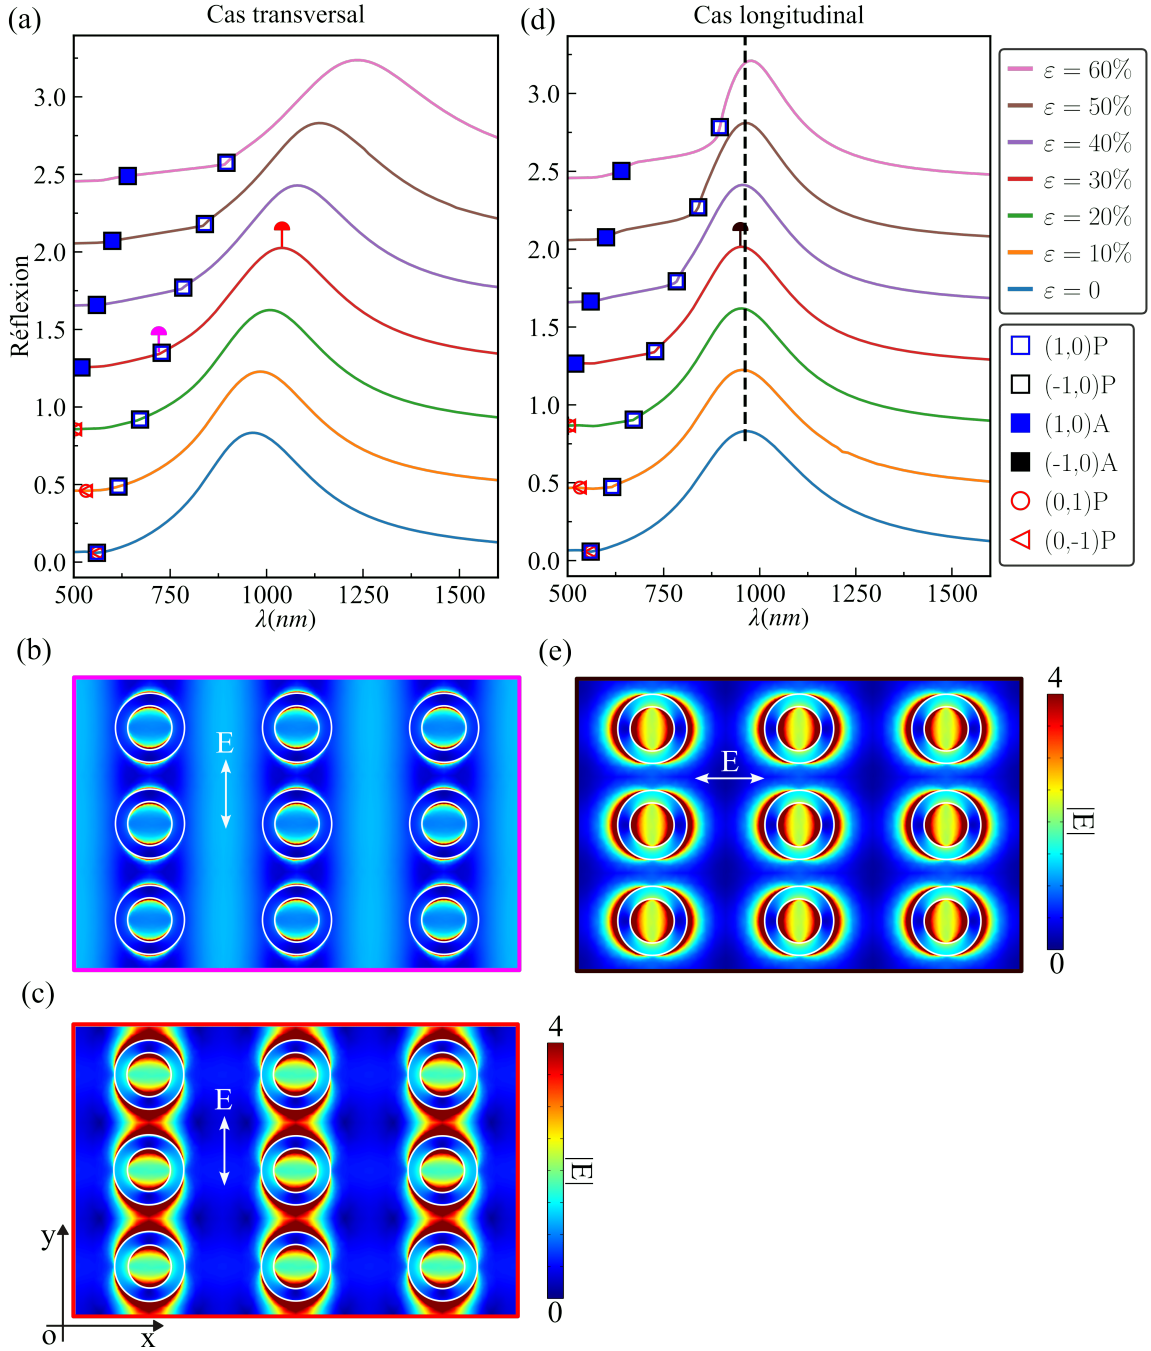 (a) Cas transversal
Réflexion
3.0
2.5
2.0
1.5
1.0
0.5
0.0
500 750 1000 1250 1500
λ(nm)
(d) Cas longitudinal
3.0
2.5
2.0
1.5
1.0
0.5
0.0
500 750 1000 1250 1500
λ(nm)
ε = 60%
ε = 50%
ε = 40%
ε = 30%
ε = 20%
ε = 10%
ε = 0
(1,0)P
(-1,0)P
(1,0)A
(-1,0)A
(0,1)P
(0,-1)P
(b)
E
(e)
E
4
|E|
0
(c)
E
4
|E|
0
y
o x